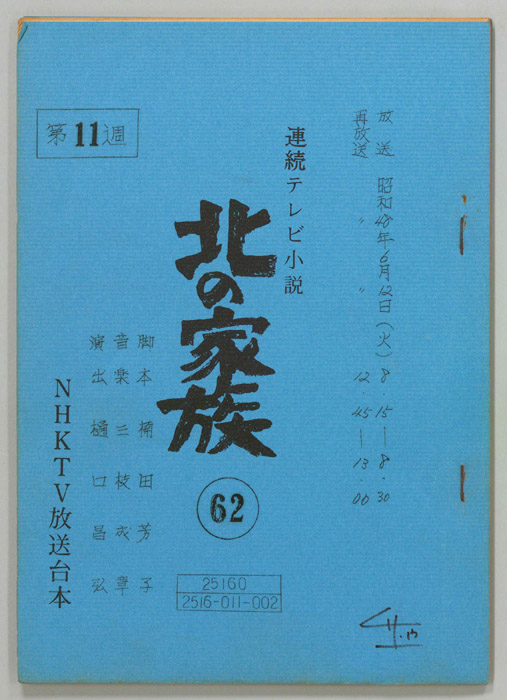 放送 昭和48年6月12日(火) 8・15―8・30
再放送 〃 〃 12・45―13・00
連続テレビ小説
北の家族
62
第11週
脚本 楠田芳子
音楽 三枝成章
演出 樋口昌弘
NHKTV放送台本
25160
2516-011-002